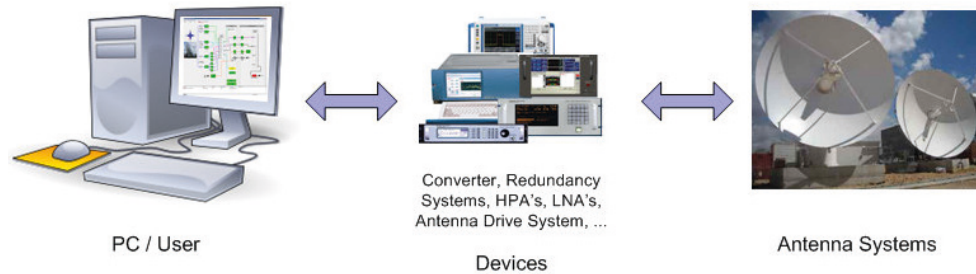 Converter, Redundancy
Systems, HPA's, LNA's,
Antenna Drive System, ...
PC / User
Devices
Antenna Systems